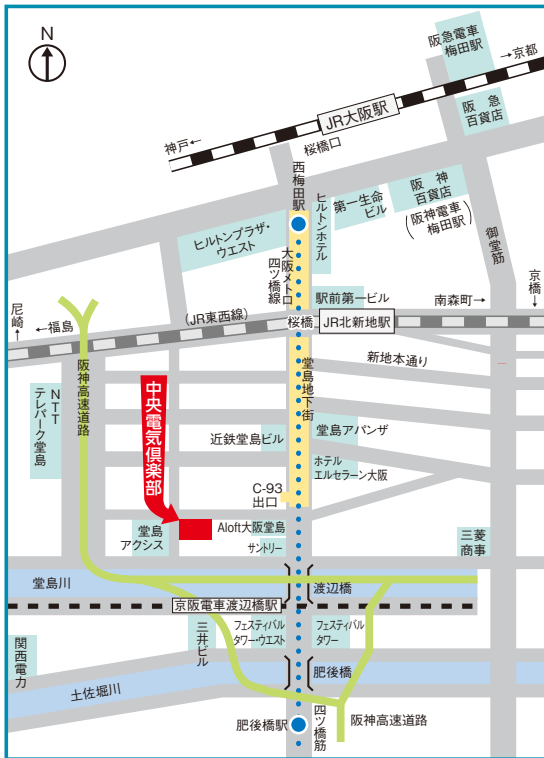 N
阪急電車
梅田駅
→京都
JR大阪駅
阪 急
百貨店
神戸←
桜橋口
西梅田駅
ヒルトンホテル
第一生命
ビル
阪 神
百貨店
(阪神電車
梅田駅)
御堂筋
ヒルトンプラザ・
ウエスト
大阪メトロ
四ツ橋線
駅前第一ビル
南森町→
京橋
↑
尼崎
↑
←福島
(JR東西線)
桜橋
JR北新地駅
新地本通り
阪神高速道路
NTT
テレパーク堂島
中央電気倶楽部
堂島地下街
近鉄堂島ビル
堂島アバンザ
ホテル
エルセラーン大阪
C-93
出口
堂島
アクシス
Aloft大阪堂島
サントリー
三菱
商事
堂島川
渡辺橋
京阪電車渡辺橋駅
関西電力
三井ビル
フェスティバル
タワー・ウエスト
フェスティバル
タワー
肥後橋
土佐堀川
肥後橋駅
四ツ橋筋
阪神高速道路